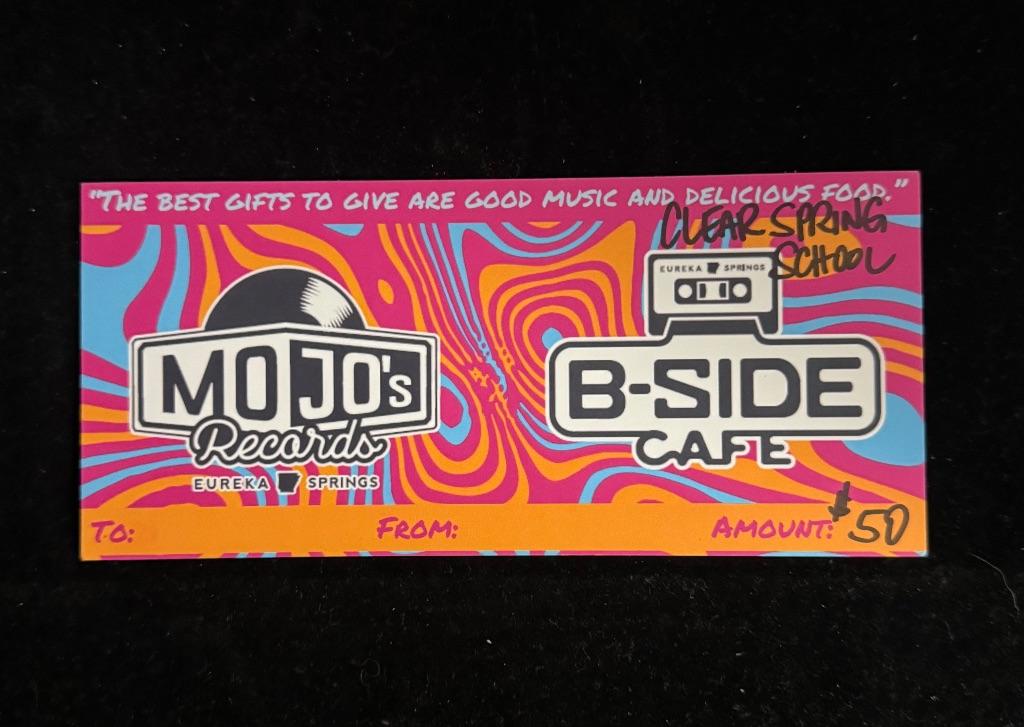 "THE BEST GIFTS TO GIVE ARE GOOD MUSIC AND DELICIOUS FOOD."
CLEAR SPRING
SCHOOL
EUREKA SPRINGS
MOJO's
Records
EUREKA SPRINGS
B-SIDE
CAFE
TO:
FROM:
AMOUNT: $50